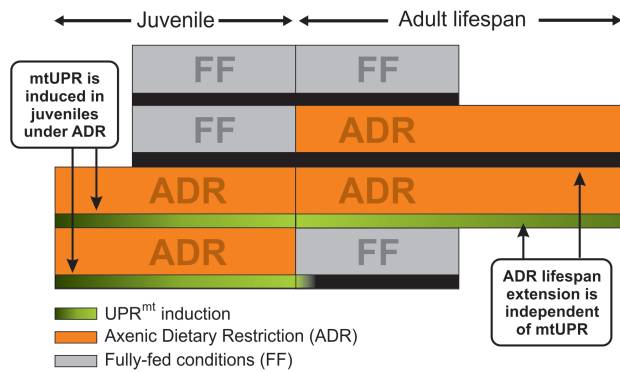 Juvenile Adult lifespan
mtUPR is
induced in
juveniles
under ADR
FF FF
FF ADR
ADR ADR
ADR FF
ADR lifespan
extension is
independent
of mtUPR
UPRmt induction
Axenic Dietary Restriction (ADR)
Fully-fed conditions (FF)